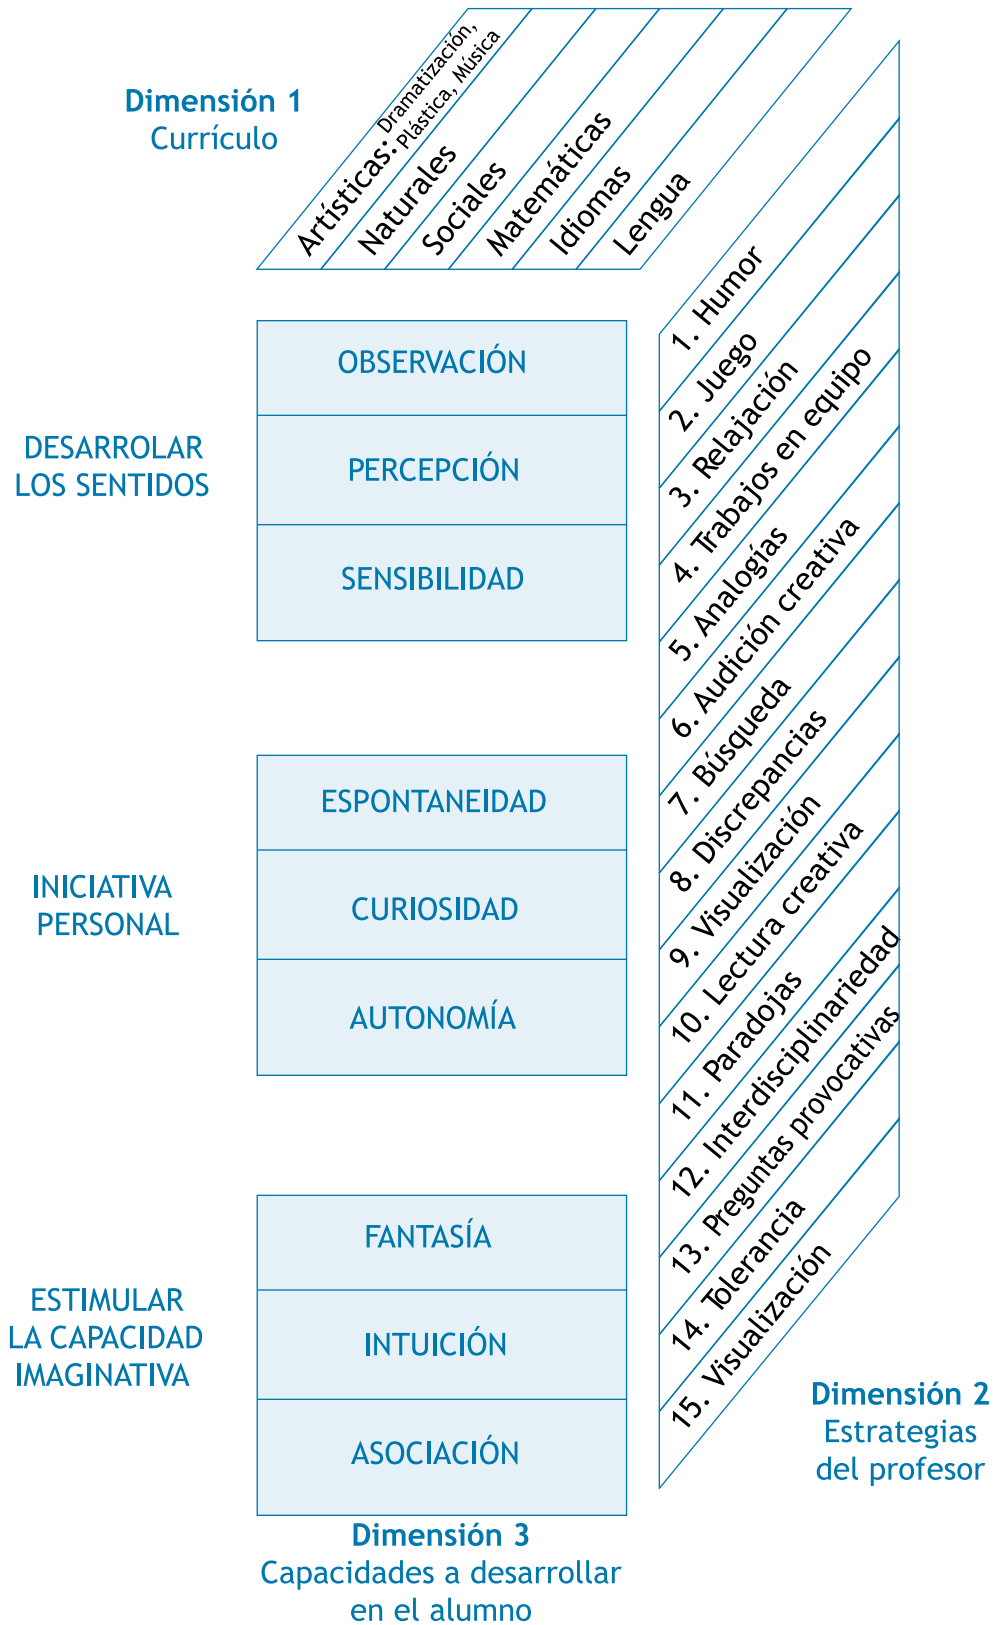 Dimensión 1
Currículo
Artísticas: Dramatización,
Plástica, Música
Naturales
Sociales
Matemáticas
Idiomas
Lengua
DESARROLAR
LOS SENTIDOS
OBSERVACIÓN
PERCEPCIÓN
SENSIBILIDAD
INICIATIVA
PERSONAL
ESPONTANEIDAD
CURIOSIDAD
AUTONOMÍA
ESTIMULAR
LA CAPACIDAD
IMAGINATIVA
FANTASÍA
INTUICIÓN
ASOCIACIÓN
Dimensión 3
Capacidades a desarrollar
en el alumno
1. Humor
2. Juego
3. Relajación
4. Trabajos en equipo
5. Analogías
6. Audición creativa
7. Búsqueda
8. Discrepancias
9. Visualización
10. Lectura creativa
11. Paradojas
12. Interdisciplinariedad
13. Preguntas provocativas
14. Tolerancia
15. Visualización
Dimensión 2
Estrategias
del profesor